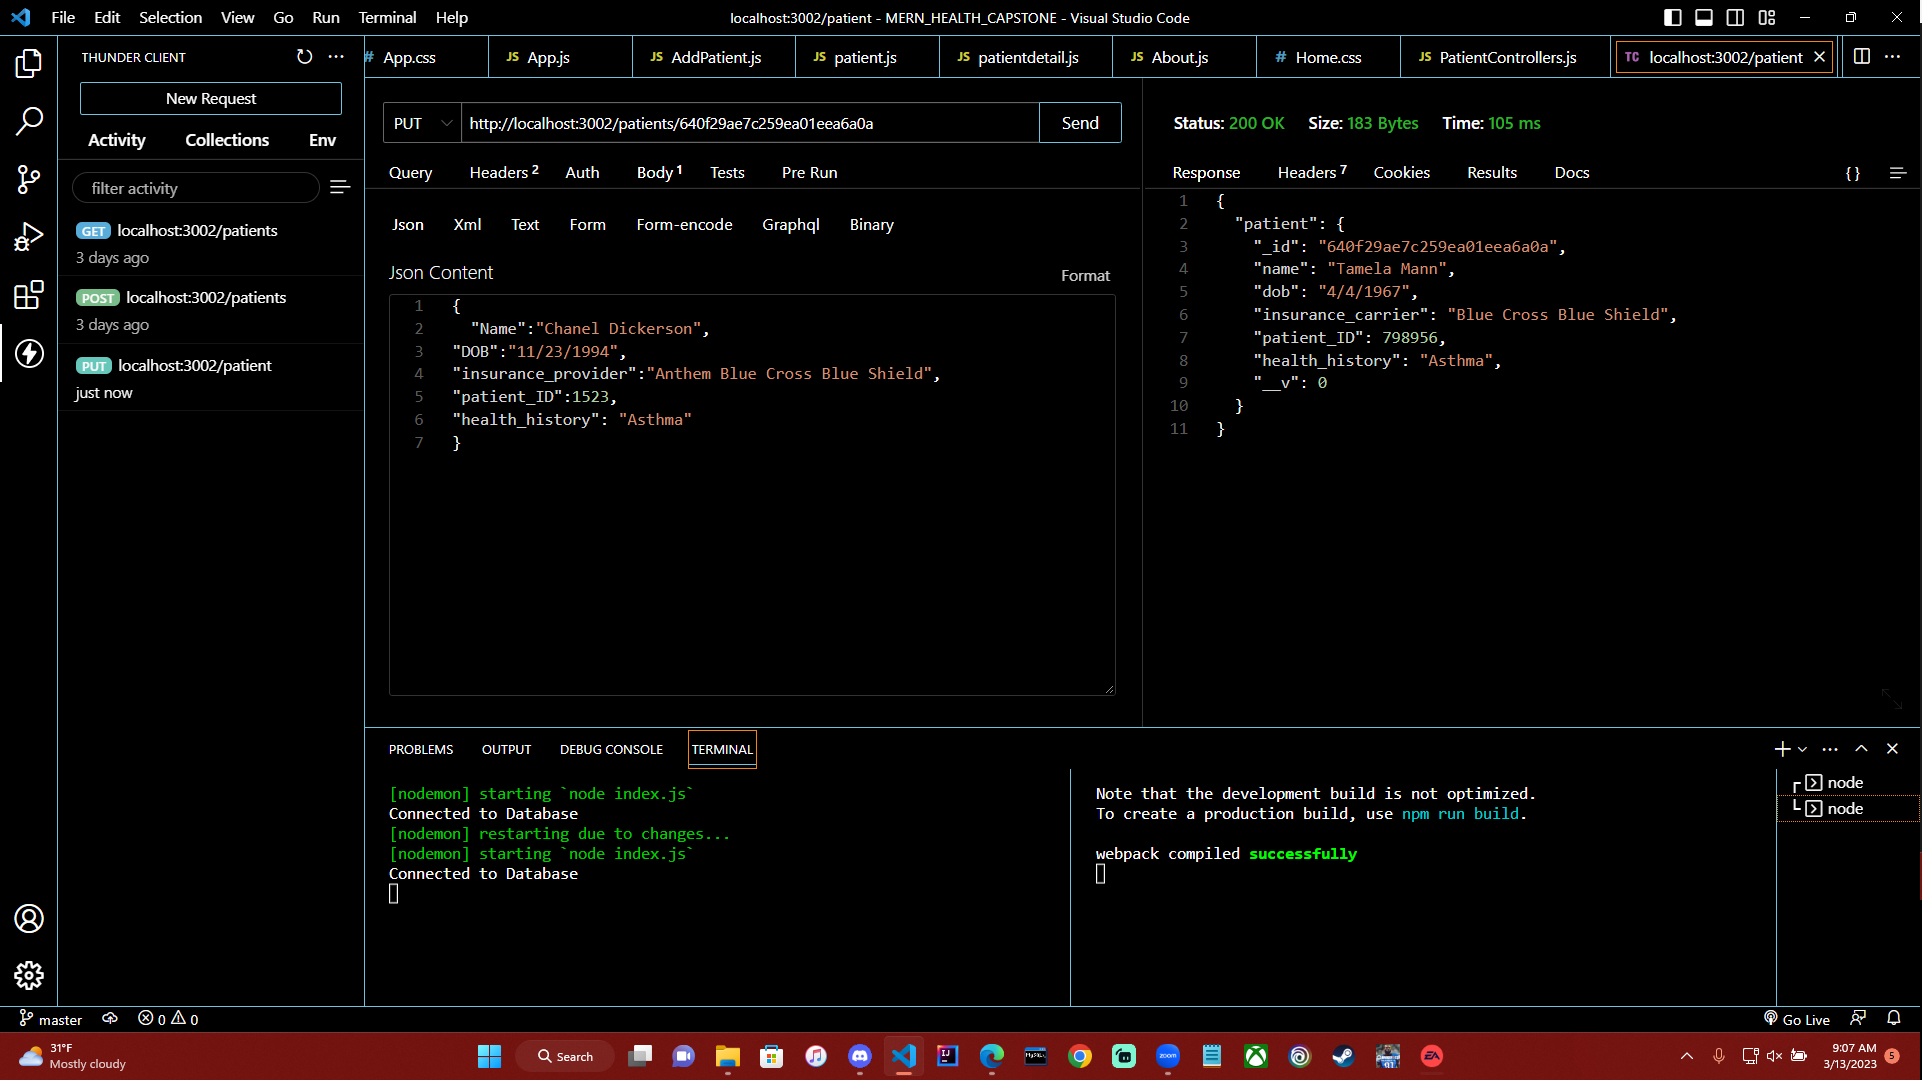 File Edit Selection View Go Run Terminal Help
localhost:3002/patient - MERN_HEALTH_CAPSTONE - Visual Studio Code
THUNDER CLIENT
New Request
Activity Collections Env
filter activity
GET localhost:3002/patients
3 days ago
POST localhost:3002/patients
3 days ago
PUT localhost:3002/patient
just now
# App.css JS App.js JS AddPatient.js JS patient.js JS patientdetail.js JS About.js # Home.css JS PatientControllers.js TC localhost:3002/patient
PUT http://localhost:3002/patients/640f29ae7c259ea01eea6a0a Send
Query Headers 2 Auth Body 1 Tests Pre Run
Json Xml Text Form Form-encode Graphql Binary
Json Content Format
1 {
2 "Name":"Chanel Dickerson",
3 "DOB":"11/23/1994",
4 "insurance_provider":"Anthem Blue Cross Blue Shield",
5 "patient_ID":1523,
6 "health_history": "Asthma"
7 }
Status: 200 OK Size: 183 Bytes Time: 105 ms
Response Headers 7 Cookies Results Docs { }
1 {
2 "patient": {
3 "_id": "640f29ae7c259ea01eea6a0a",
4 "name": "Tamela Mann",
5 "dob": "4/4/1967",
6 "insurance_carrier": "Blue Cross Blue Shield",
7 "patient_ID": 798956,
8 "health_history": "Asthma",
9 "__v": 0
10 }
11 }
PROBLEMS OUTPUT DEBUG CONSOLE TERMINAL
[nodemon] starting `node index.js`
Connected to Database
[nodemon] restarting due to changes...
[nodemon] starting `node index.js`
Connected to Database
Note that the development build is not optimized.
To create a production build, use npm run build.
webpack compiled successfully
node
node
master 0 0 Go Live
31°F
Mostly cloudy
Search
IJ
MySQL
zoom
EA
9:07 AM
3/13/2023
5